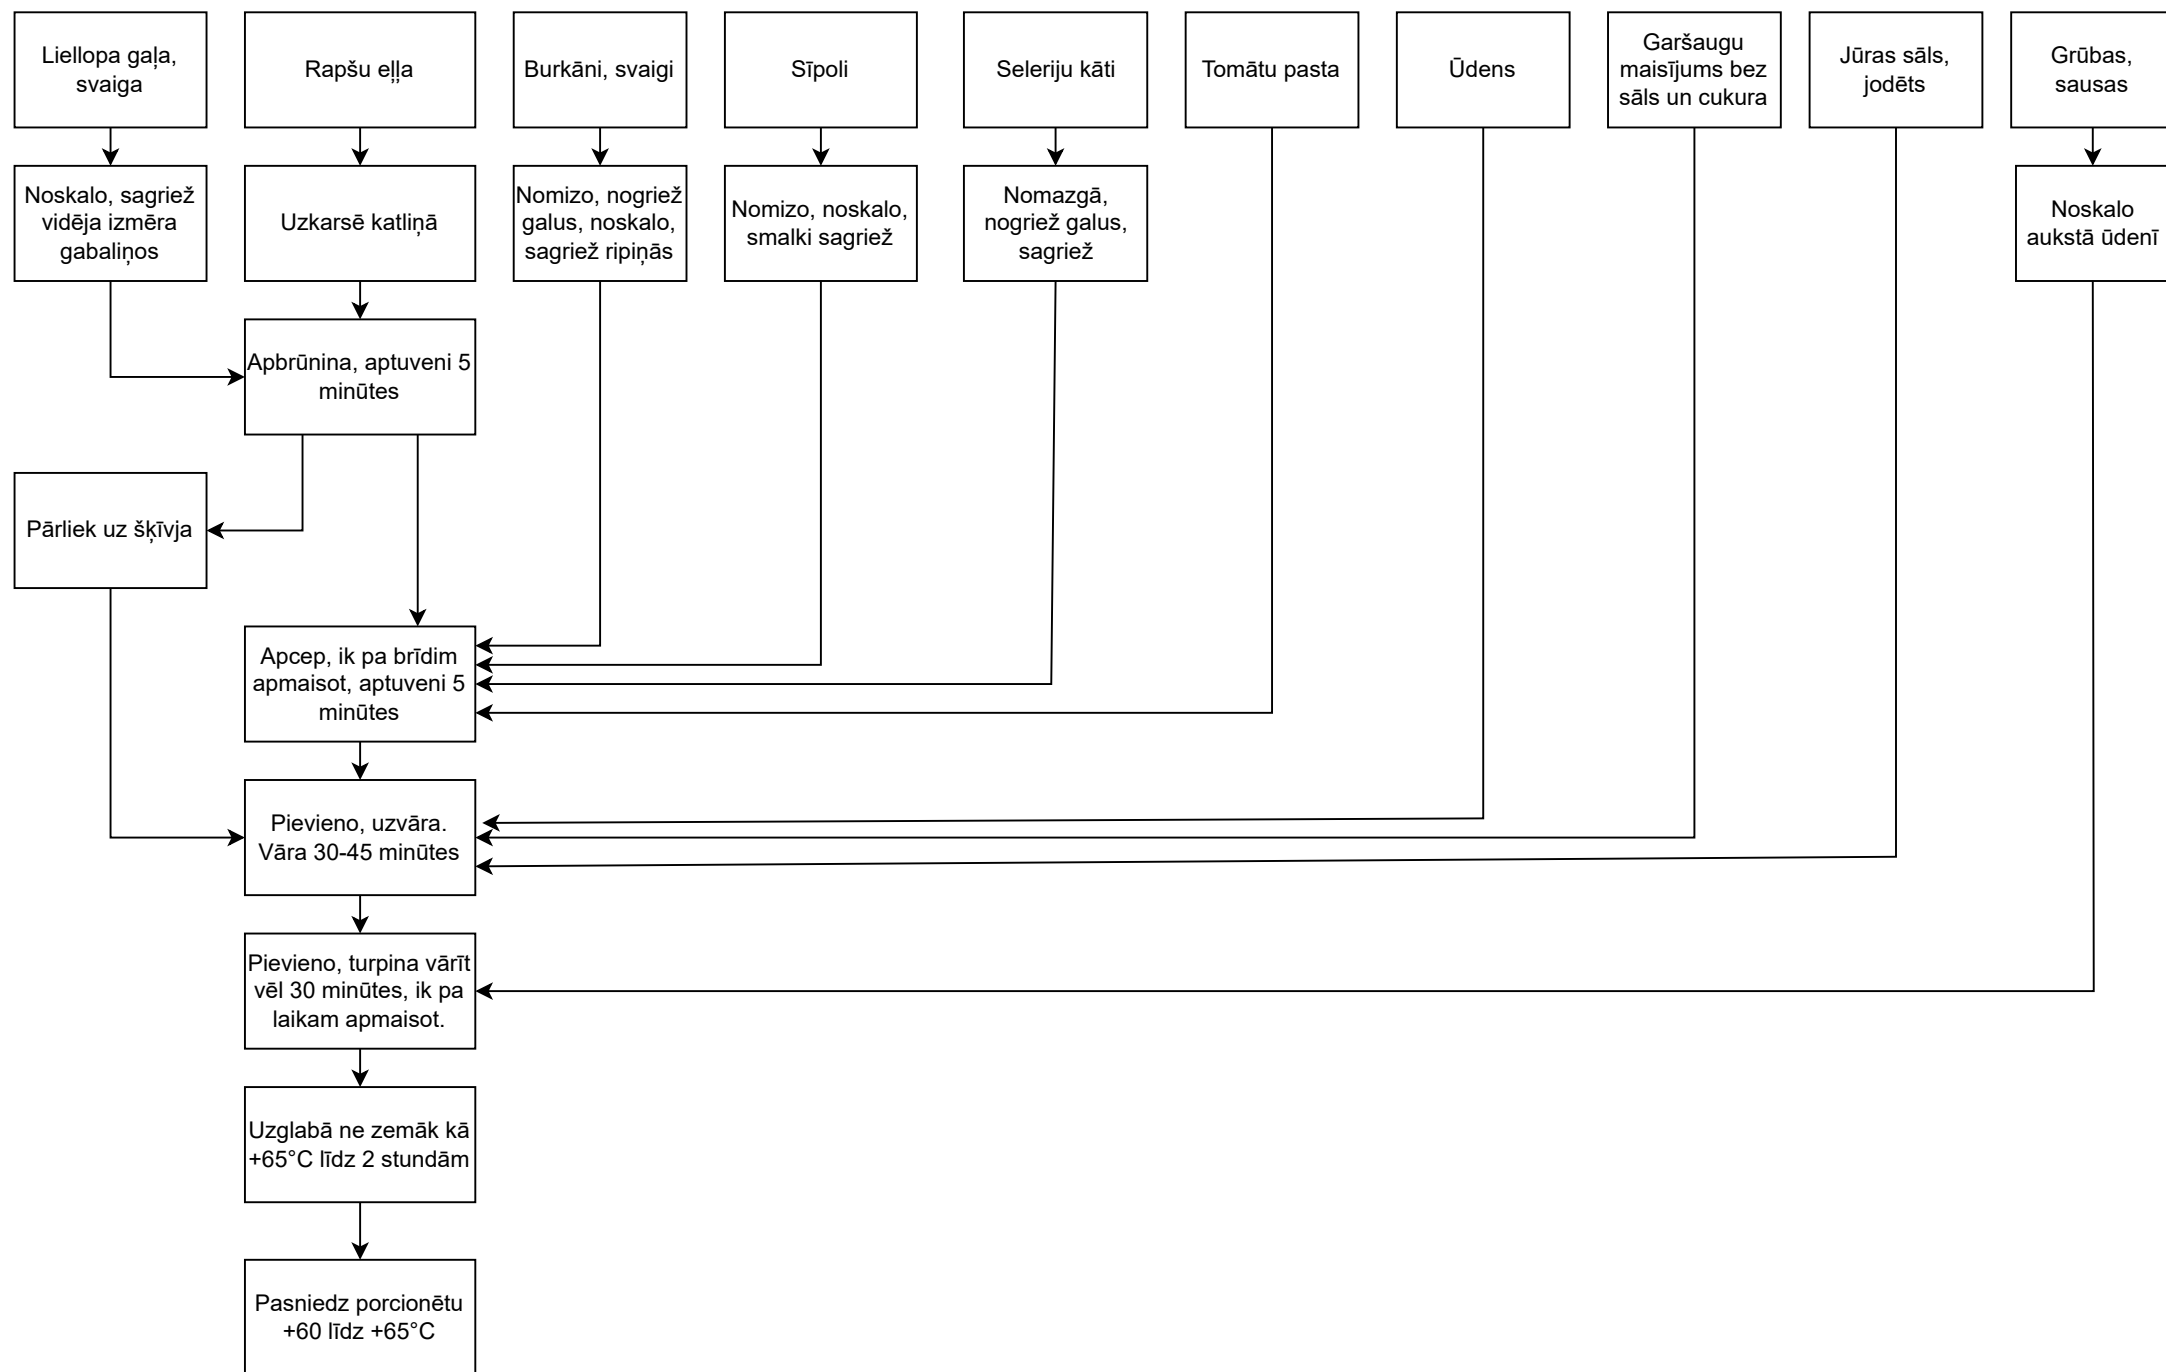 Liellopa gaļa,
svaiga
Rapšu eļļa
Burkāni, svaigi
Sīpoli
Seleriju kāti
Tomātu pasta
Ūdens
Garšaugu
maisījums bez
sāls un cukura
Jūras sāls,
jodēts
Grūbas,
sausas
Noskalo, sagriež
vidēja izmēra
gabaliņos
Uzkarsē katliņā
Nomizo, nogriež
galus, noskalo,
sagriež ripiņās
Nomizo, noskalo,
smalki sagriež
Nomazgā,
nogriež galus,
sagriež
Noskalo
aukstā ūdenī
Apbrūnina, aptuveni 5
minūtes
Pārliek uz šķīvja
Apcep, ik pa brīdim
apmaisot, aptuveni 5
minūtes
Pievieno, uzvāra.
Vāra 30-45 minūtes
Pievieno, turpina vārīt
vēl 30 minūtes, ik pa
laikam apmaisot.
Uzglabā ne zemāk kā
+65°C līdz 2 stundām
Pasniedz porcionētu
+60 līdz +65°C